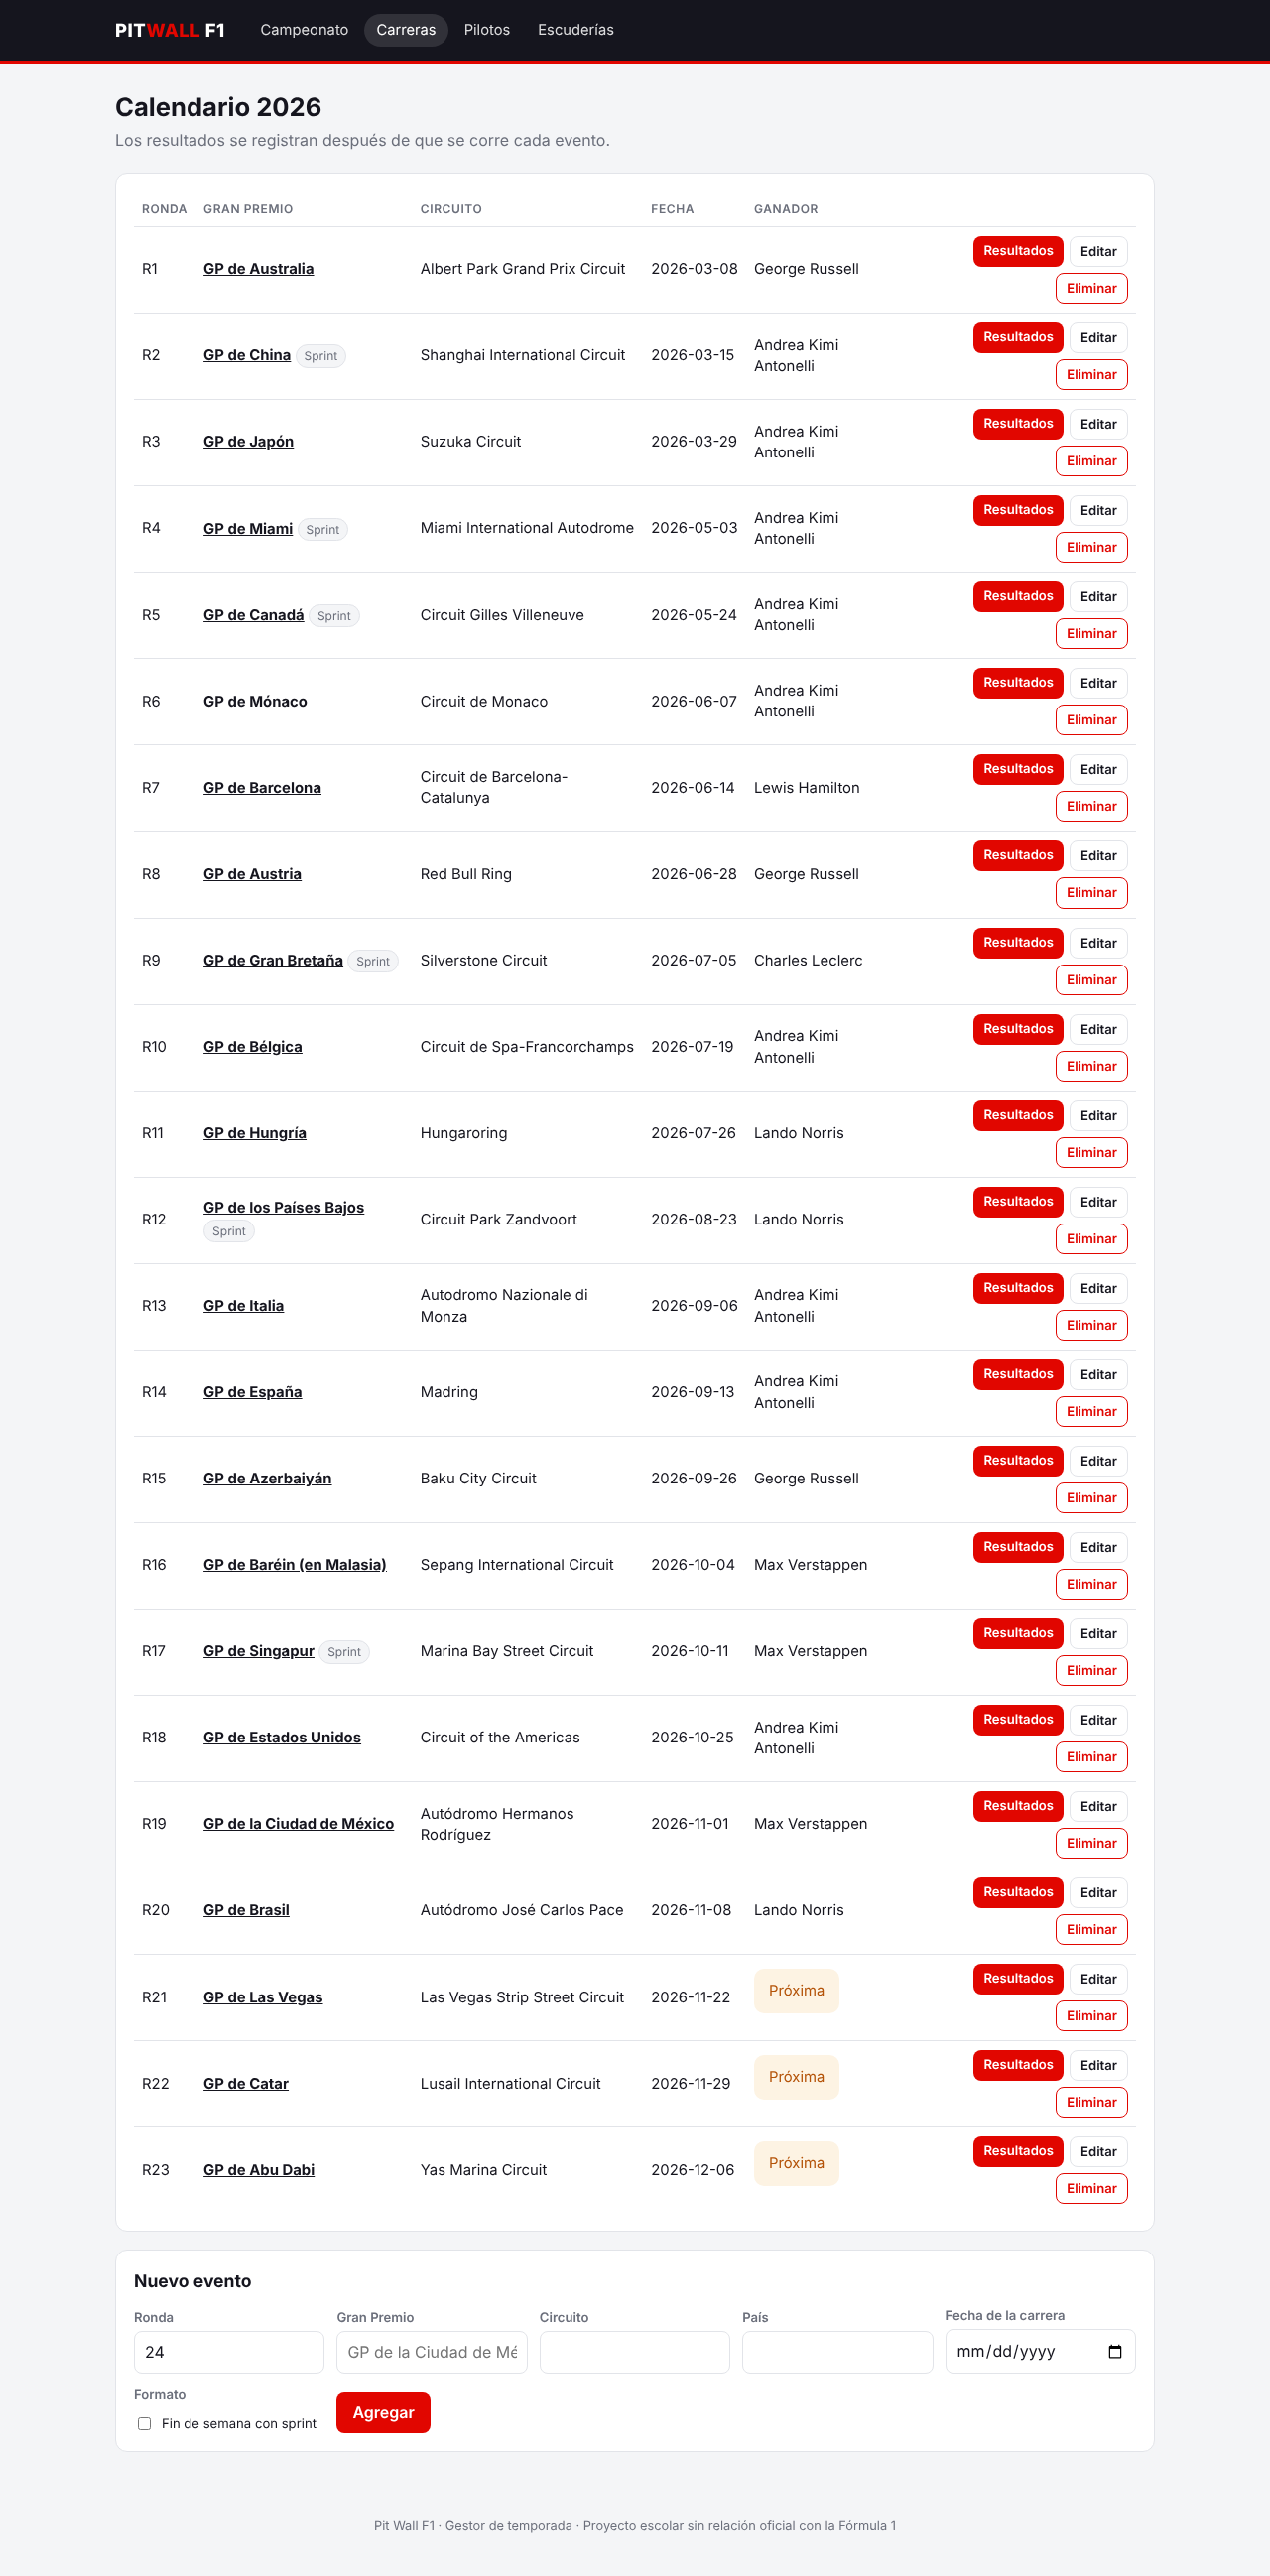 PITWALL F1 Campeonato Carreras Pilotos Escuderías
Calendario 2026
Los resultados se registran después de que se corre cada evento.
RONDA GRAN PREMIO CIRCUITO FECHA GANADOR
R1 GP de Australia Albert Park Grand Prix Circuit 2026-03-08 George Russell Resultados Editar
Eliminar
R2 GP de China Sprint Shanghai International Circuit 2026-03-15 Andrea Kimi Antonelli Resultados Editar
Eliminar
R3 GP de Japón Suzuka Circuit 2026-03-29 Andrea Kimi Antonelli Resultados Editar
Eliminar
R4 GP de Miami Sprint Miami International Autodrome 2026-05-03 Andrea Kimi Antonelli Resultados Editar
Eliminar
R5 GP de Canadá Sprint Circuit Gilles Villeneuve 2026-05-24 Andrea Kimi Antonelli Resultados Editar
Eliminar
R6 GP de Mónaco Circuit de Monaco 2026-06-07 Andrea Kimi Antonelli Resultados Editar
Eliminar
R7 GP de Barcelona Circuit de Barcelona-Catalunya 2026-06-14 Lewis Hamilton Resultados Editar
Eliminar
R8 GP de Austria Red Bull Ring 2026-06-28 George Russell Resultados Editar
Eliminar
R9 GP de Gran Bretaña Sprint Silverstone Circuit 2026-07-05 Charles Leclerc Resultados Editar
Eliminar
R10 GP de Bélgica Circuit de Spa-Francorchamps 2026-07-19 Andrea Kimi Antonelli Resultados Editar
Eliminar
R11 GP de Hungría Hungaroring 2026-07-26 Lando Norris Resultados Editar
Eliminar
R12 GP de los Países Bajos Sprint Circuit Park Zandvoort 2026-08-23 Lando Norris Resultados Editar
Eliminar
R13 GP de Italia Autodromo Nazionale di Monza 2026-09-06 Andrea Kimi Antonelli Resultados Editar
Eliminar
R14 GP de España Madring 2026-09-13 Andrea Kimi Antonelli Resultados Editar
Eliminar
R15 GP de Azerbaiyán Baku City Circuit 2026-09-26 George Russell Resultados Editar
Eliminar
R16 GP de Baréin (en Malasia) Sepang International Circuit 2026-10-04 Max Verstappen Resultados Editar
Eliminar
R17 GP de Singapur Sprint Marina Bay Street Circuit 2026-10-11 Max Verstappen Resultados Editar
Eliminar
R18 GP de Estados Unidos Circuit of the Americas 2026-10-25 Andrea Kimi Antonelli Resultados Editar
Eliminar
R19 GP de la Ciudad de México Autódromo Hermanos Rodríguez 2026-11-01 Max Verstappen Resultados Editar
Eliminar
R20 GP de Brasil Autódromo José Carlos Pace 2026-11-08 Lando Norris Resultados Editar
Eliminar
R21 GP de Las Vegas Las Vegas Strip Street Circuit 2026-11-22 Próxima Resultados Editar
Eliminar
R22 GP de Catar Lusail International Circuit 2026-11-29 Próxima Resultados Editar
Eliminar
R23 GP de Abu Dabi Yas Marina Circuit 2026-12-06 Próxima Resultados Editar
Eliminar
Nuevo evento
Ronda Gran Premio Circuito País Fecha de la carrera
24 GP de la Ciudad de Mé mm/dd/yyyy
Formato
Fin de semana con sprint Agregar
Pit Wall F1 · Gestor de temporada · Proyecto escolar sin relación oficial con la Fórmula 1